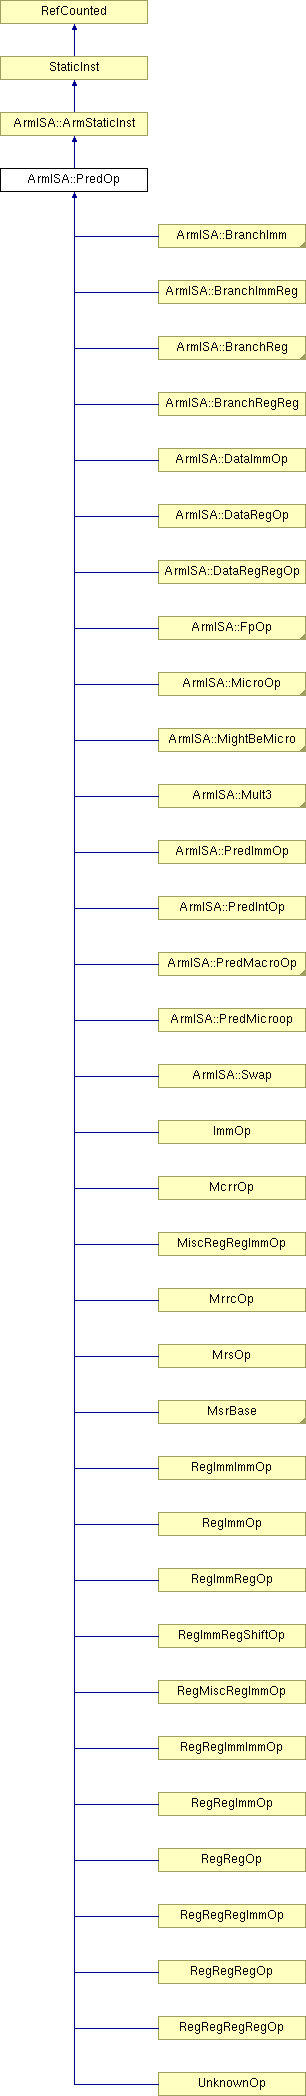 RefCounted
StaticInst
ArmISA::ArmStaticInst
ArmISA::PredOp
ArmISA::BranchImm
ArmISA::BranchImmReg
ArmISA::BranchReg
ArmISA::BranchRegReg
ArmISA::DataImmOp
ArmISA::DataRegOp
ArmISA::DataRegRegOp
ArmISA::FpOp
ArmISA::MicroOp
ArmISA::MightBeMicro
ArmISA::Mult3
ArmISA::PredImmOp
ArmISA::PredIntOp
ArmISA::PredMacroOp
ArmISA::PredMicroop
ArmISA::Swap
ImmOp
McrrOp
MiscRegRegImmOp
MrrcOp
MrsOp
MsrBase
RegImmImmOp
RegImmOp
RegImmRegOp
RegImmRegShiftOp
RegMiscRegImmOp
RegRegImmImmOp
RegRegImmOp
RegRegOp
RegRegRegImmOp
RegRegRegOp
RegRegRegRegOp
UnknownOp